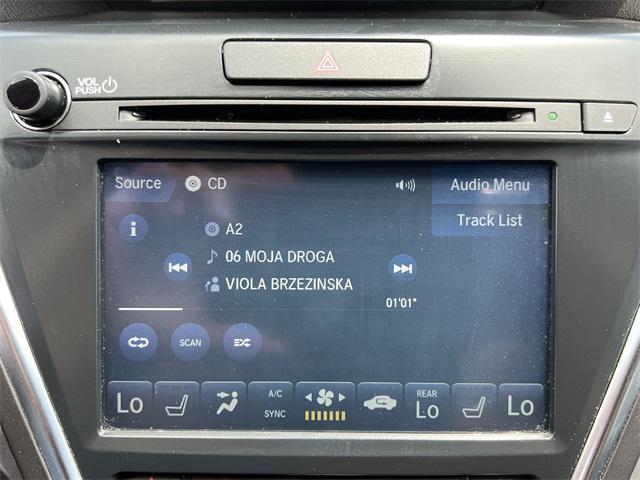 VOL
PUSH
Source CD Audio Menu
Track List
i A2
06 MOJA DROGA
VIOLA BRZEZINSKA
01'01"
SCAN
Lo A/C SYNC REAR Lo Lo